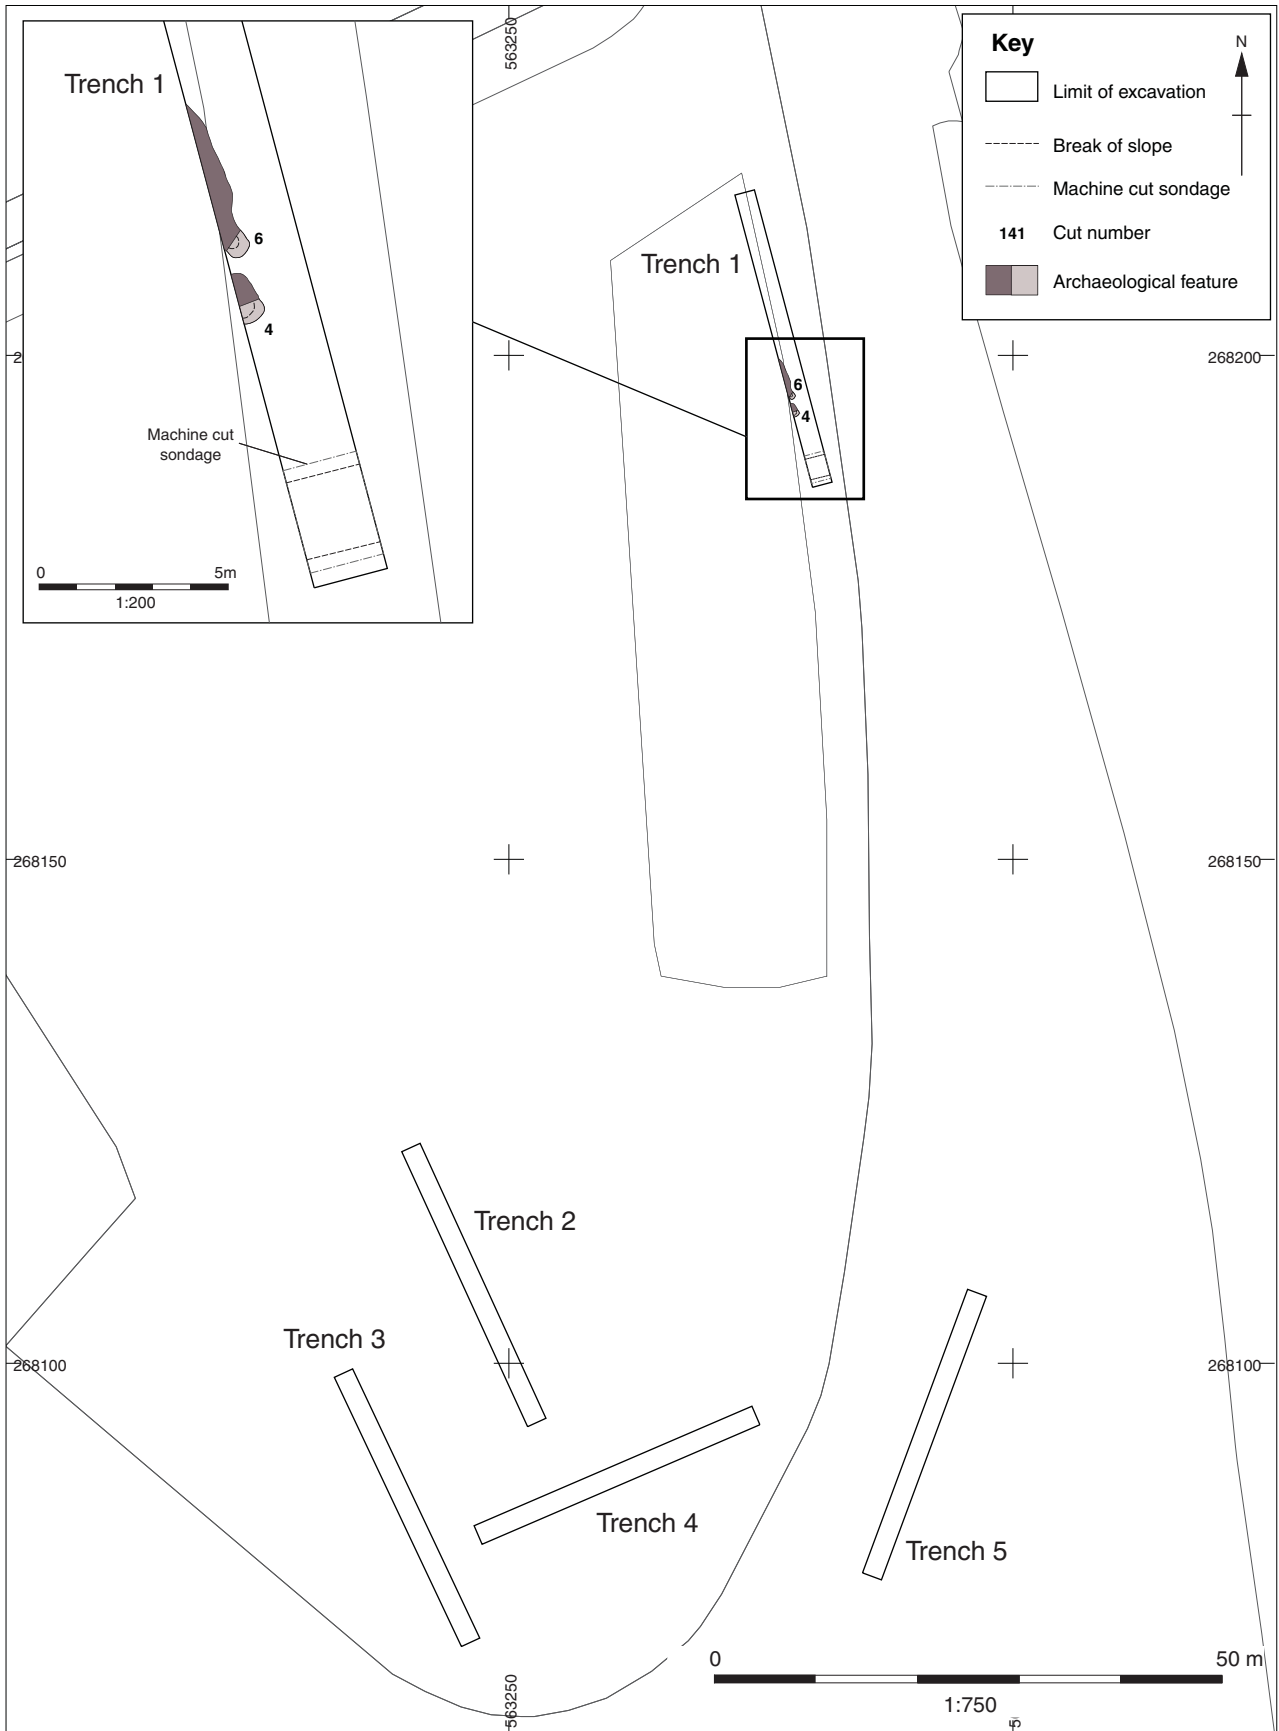 563250
Trench 1
6
4
Machine cut
sondage
0 5m
1:200
Key
N
Limit of excavation
Break of slope
Machine cut sondage
141 Cut number
Archaeological feature
Trench 1
6
4
268200
268150
268150
Trench 2
Trench 3
268100
268100
Trench 4
Trench 5
563250
0 50 m
1:750